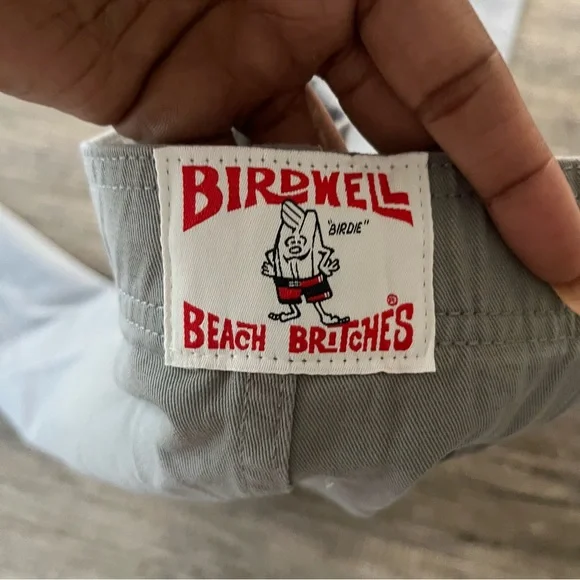 BIRDWELL
"BIRDIE"
®
BEACH BRITCHES